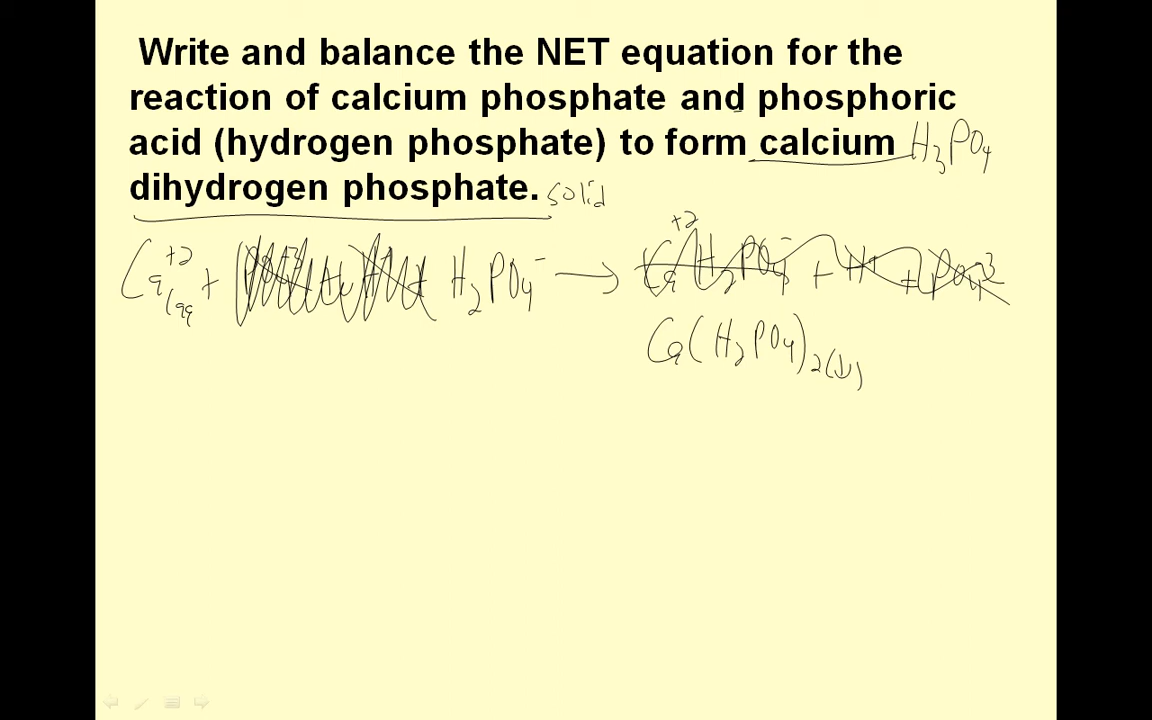 Write and balance the NET equation for the
reaction of calcium phosphate and phosphoric
acid (hydrogen phosphate) to form calcium H3PO4
dihydrogen phosphate. solid
Ca+2(aq + H2PO4- → +
Ca(H2PO4)2(↓)